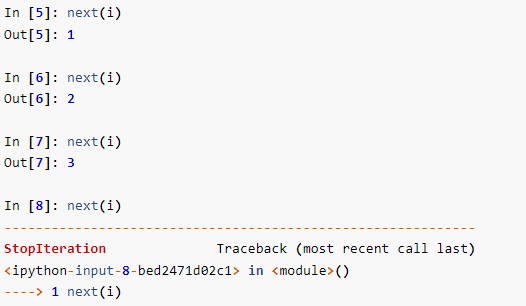 In [5]: next(i)
Out[5]: 1
In [6]: next(i)
Out[6]: 2
In [7]: next(i)
Out[7]: 3
In [8]: next(i)
------------------------------------------------------------
StopIteration              Traceback (most recent call last)
<ipython-input-8-bed2471d02c1> in <module>()
----> 1 next(i)